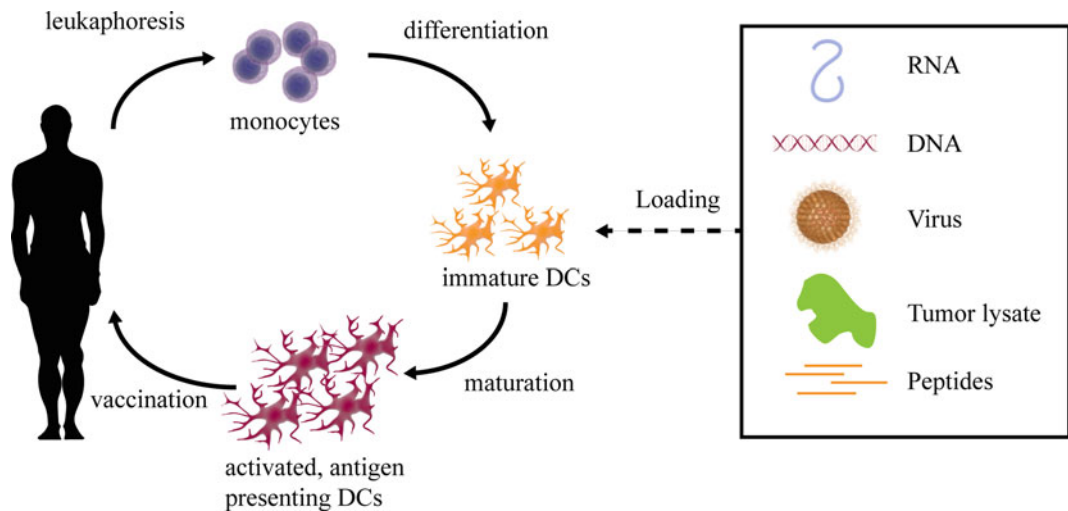 leukaphoresis
differentiation
monocytes
immature DCs
maturation
activated, antigen
presenting DCs
vaccination
Loading
RNA
DNA
Virus
Tumor lysate
Peptides